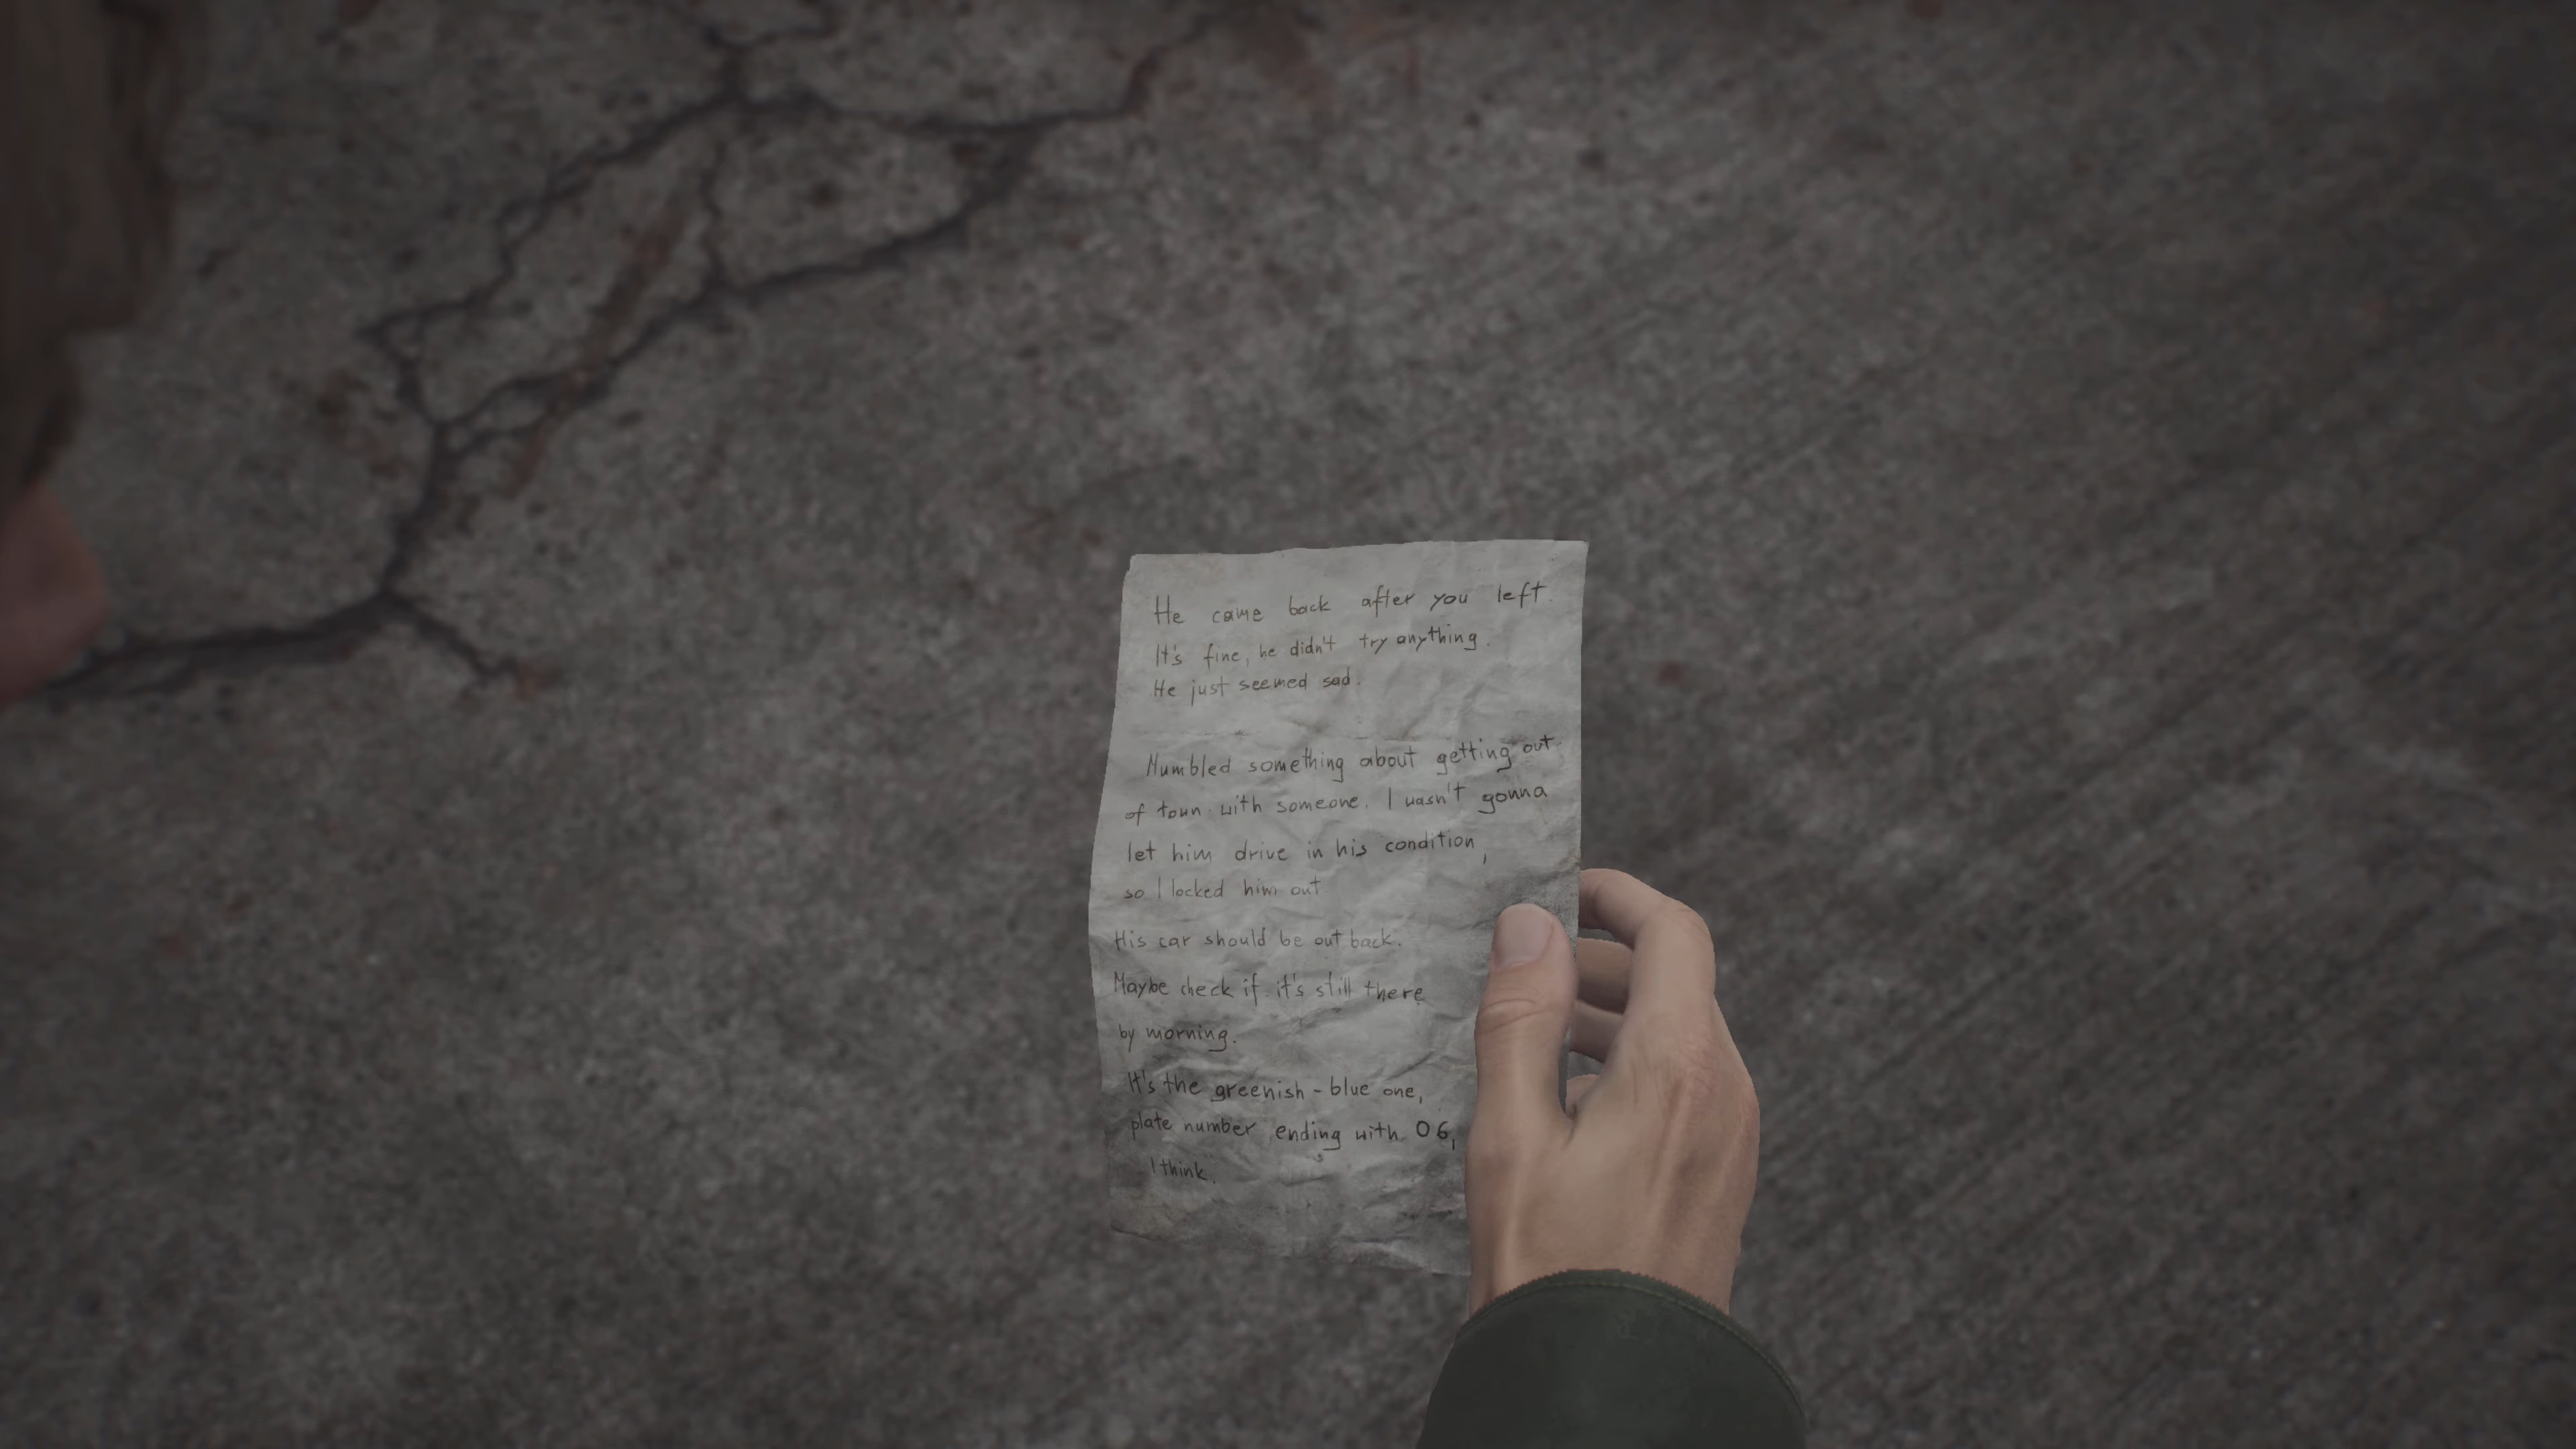 He came back after you left.
It's fine, he didn't try anything.
He just seemed sad.
Mumbled something about getting out
of town with someone. I wasn't gonna
let him drive in his condition,
so I locked him out
His car should be out back.
Maybe check if it's still there
by morning.
It's the greenish-blue one,
plate number ending with 06,
I think.